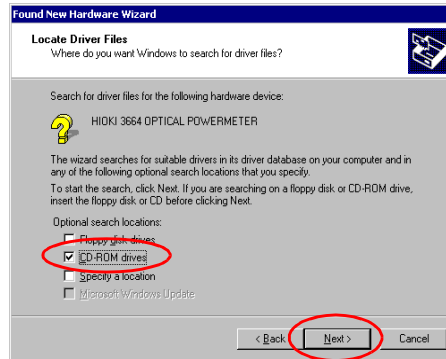 Found New Hardware Wizard
Locate Driver Files
Where do you want Windows to search for driver files?
Search for driver files for the following hardware device:
HIOKI 3664 OPTICAL POWERMETER
The wizard searches for suitable drivers in its driver database on your computer and in
any of the following optional search locations that you specify.
To start the search, click Next. If you are searching on a floppy disk or CD-ROM drive,
insert the floppy disk or CD before clicking Next.
Optional search locations:
Floppy disk drives
CD-ROM drives
Specify a location
Microsoft Windows Update
< Back
Next >
Cancel